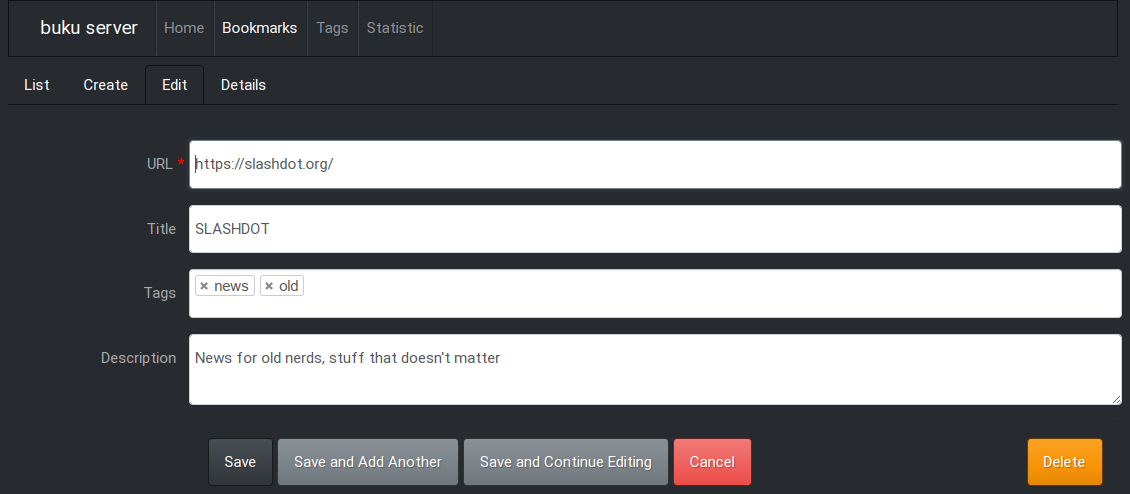 buku server Home Bookmarks Tags Statistic
List Create Edit Details
URL * https://slashdot.org/
Title SLASHDOT
Tags × news × old
Description News for old nerds, stuff that doesn't matter
Save Save and Add Another Save and Continue Editing Cancel Delete